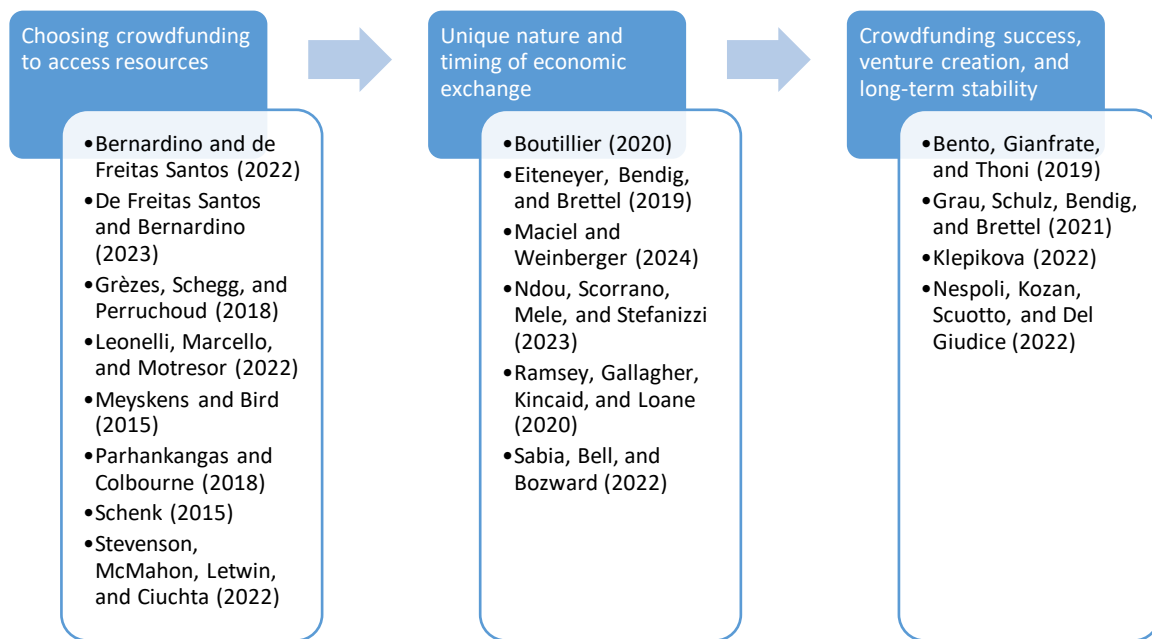 Choosing crowdfunding
to access resources
•Bernardino and de
Freitas Santos (2022)
•De Freitas Santos
and Bernardino
(2023)
•Grèzes, Schegg, and
Perruchoud (2018)
•Leonelli, Marcello,
and Motresor (2022)
•Meyskens and Bird
(2015)
•Parhankangas and
Colbourne (2018)
•Schenk (2015)
•Stevenson,
McMahon, Letwin,
and Ciuchta (2022)
Unique nature and
timing of economic
exchange
•Boutillier (2020)
•Eiteneyer, Bendig,
and Brettel (2019)
•Maciel and
Weinberger (2024)
•Ndou, Scorrano,
Mele, and Stefanizzi
(2023)
•Ramsey, Gallagher,
Kincaid, and Loane
(2020)
•Sabia, Bell, and
Bozward (2022)
Crowdfunding success,
venture creation, and
long-term stability
•Bento, Gianfrate,
and Thoni (2019)
•Grau, Schulz, Bendig,
and Brettel (2021)
•Klepikova (2022)
•Nespoli, Kozan,
Scuotto, and Del
Giudice (2022)